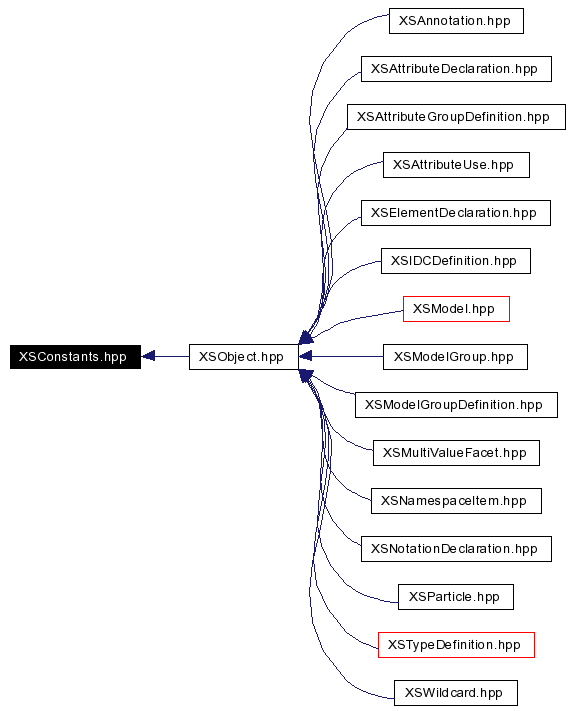 XSAnnotation.hpp
XSAttributeDeclaration.hpp
XSAttributeGroupDefinition.hpp
XSAttributeUse.hpp
XSElementDeclaration.hpp
XSIDCDefinition.hpp
XSModel.hpp
XSConstants.hpp
XSObject.hpp
XSModelGroup.hpp
XSModelGroupDefinition.hpp
XSMultiValueFacet.hpp
XSNamespaceItem.hpp
XSNotationDeclaration.hpp
XSParticle.hpp
XSTypeDefinition.hpp
XSWildcard.hpp